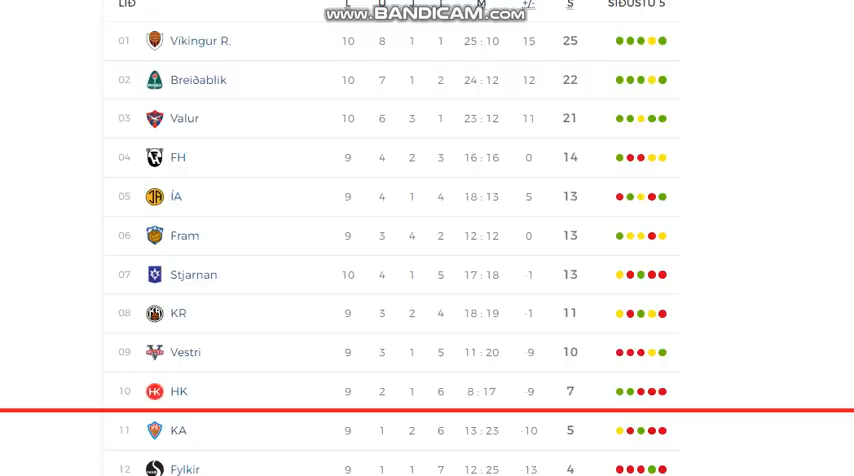 LIÐ L U J T M +/- S SÍÐUSTU 5
www.BANDICAM.com
01 Víkingur R. 10 8 1 1 25 : 10 15 25
02 Breiðablik 10 7 1 2 24 : 12 12 22
03 Valur 10 6 3 1 23 : 12 11 21
04 FH 9 4 2 3 16 : 16 0 14
05 ÍA 9 4 1 4 18 : 13 5 13
06 Fram 9 3 4 2 12 : 12 0 13
07 Stjarnan 10 4 1 5 17 : 18 -1 13
08 KR 9 3 2 4 18 : 19 -1 11
09 Vestri 9 3 1 5 11 : 20 -9 10
10 HK 9 2 1 6 8 : 17 -9 7
11 KA 9 1 2 6 13 : 23 -10 5
12 Fylkir 9 1 1 7 12 : 25 -13 4